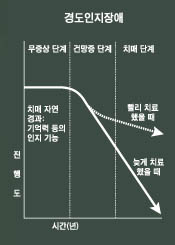 경도인지장애
무증상 단계 건망증 단계 치매 단계
빨리 치료
했을 때
치매 자연
경과:
기억력 등의
인지 기능
늦게 치료
했을 때
진
행
도
시간(년)